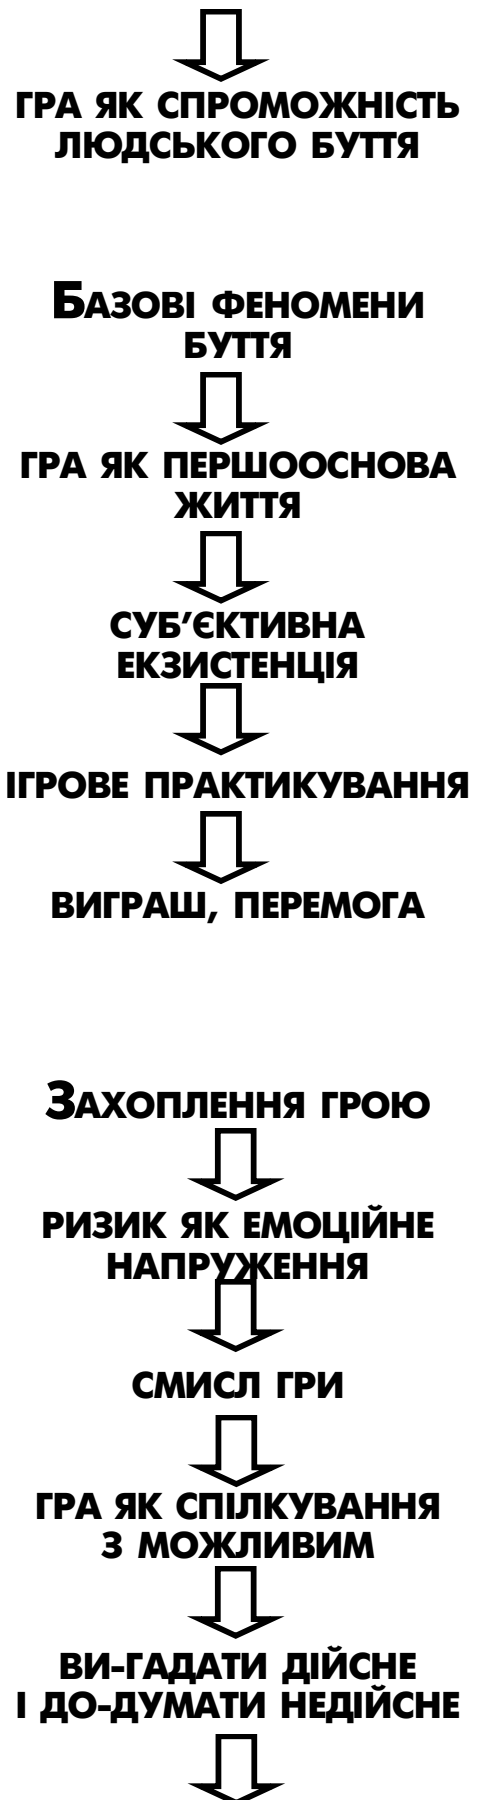 ГРА ЯК СПРОМОЖНІСТЬ
ЛЮДСЬКОГО БУТТЯ
БАЗОВІ ФЕНОМЕНИ
БУТТЯ
ГРА ЯК ПЕРШООСНОВА
ЖИТТЯ
СУБ’ЄКТИВНА
ЕКЗИСТЕНЦІЯ
ІГРОВЕ ПРАКТИКУВАННЯ
ВИГРАШ, ПЕРЕМОГА
ЗАХОПЛЕННЯ ГРОЮ
РИЗИК ЯК ЕМОЦІЙНЕ
НАПРУЖЕННЯ
СМИСЛ ГРИ
ГРА ЯК СПІЛКУВАННЯ
З МОЖЛИВИМ
ВИ-ГАДАТИ ДІЙСНЕ
І ДО-ДУМАТИ НЕДІЙСНЕ